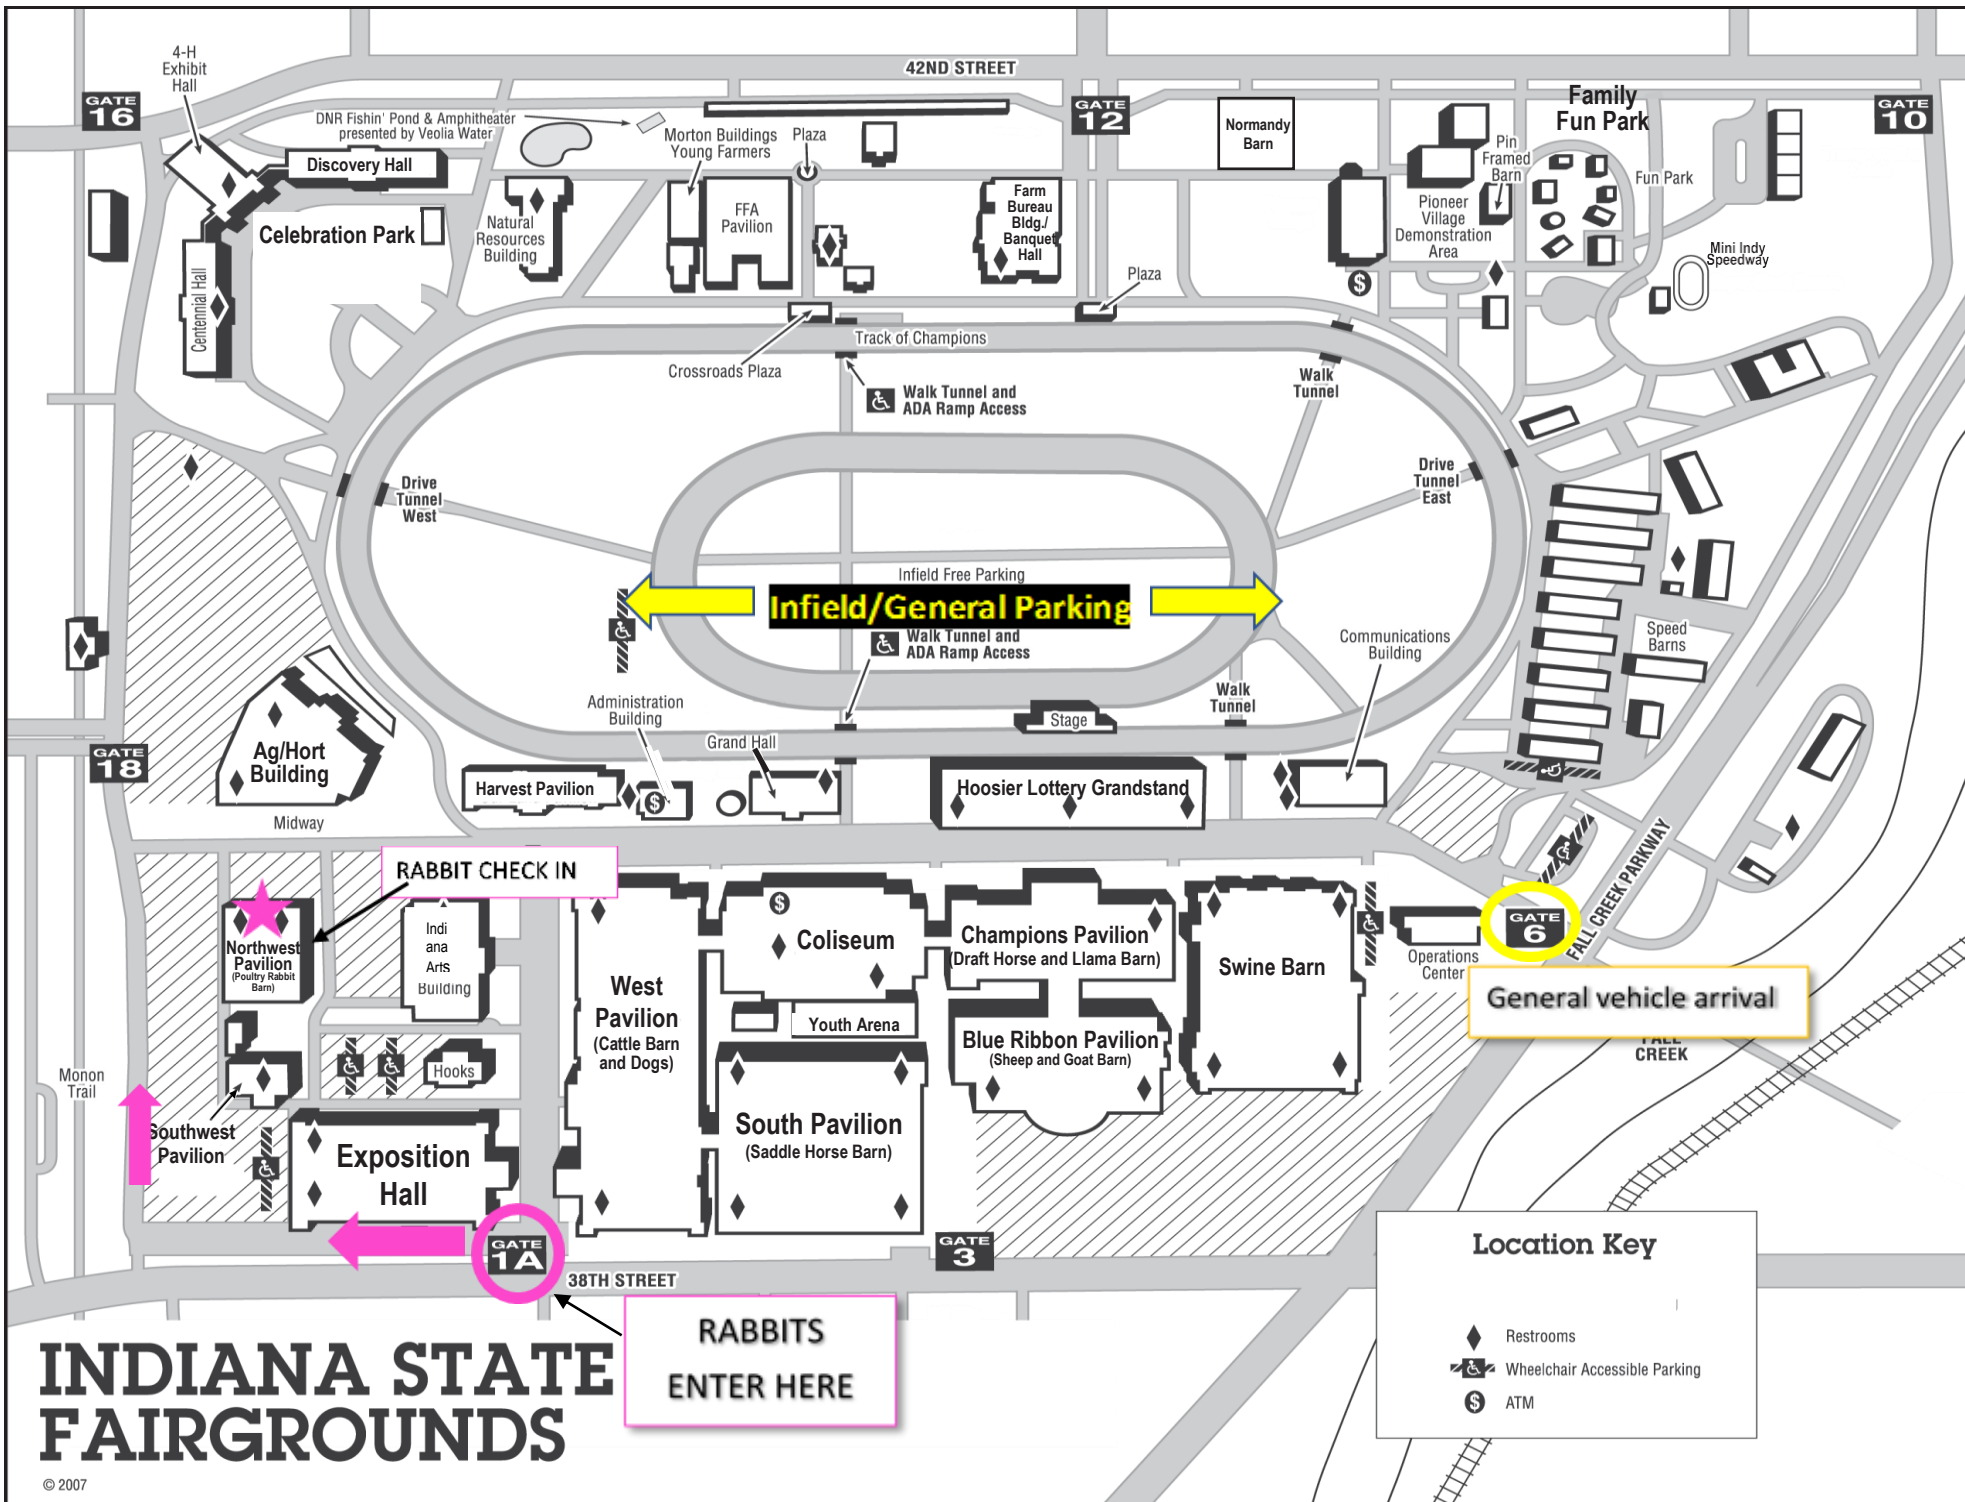 42ND STREET
4-H
Exhibit
Hall
GATE
16
DNR Fishin' Pond & Amphitheater
presented by Veolia Water
Morton Buildings
Young Farmers
Plaza
GATE
12
Normandy
Barn
Family
Fun Park
GATE
10
Discovery Hall
Pin
Framed
Barn
Fun Park
FFA
Pavilion
Farm
Bureau
Bldg./
Banquet
Hall
Pioneer
Village
Demonstration
Area
Celebration Park
Natural
Resources
Building
Mini Indy
Speedway
Plaza
$
Centennial Hall
Track of Champions
Crossroads Plaza
Walk Tunnel and
ADA Ramp Access
Walk
Tunnel
Drive
Tunnel
West
Drive
Tunnel
East
Infield Free Parking
Infield/General Parking
Walk Tunnel and
ADA Ramp Access
Communications
Building
Speed
Barns
Administration
Building
Walk
Tunnel
Stage
Grand Hall
GATE
18
Ag/Hort
Building
Harvest Pavilion
$
Hoosier Lottery Grandstand
Midway
FALL CREEK PARKWAY
RABBIT CHECK IN
$
Indi
ana
Arts
Building
Northwest
Pavilion
(Poultry Rabbit
Barn)
Coliseum
Champions Pavilion
(Draft Horse and Llama Barn)
Swine Barn
GATE
6
Operations
Center
General vehicle arrival
West
Pavilion
(Cattle Barn
and Dogs)
Youth Arena
Blue Ribbon Pavilion
(Sheep and Goat Barn)
FALL
CREEK
Hooks
Monon
Trail
Southwest
Pavilion
South Pavilion
(Saddle Horse Barn)
Exposition
Hall
GATE
1A
GATE
3
38TH STREET
RABBITS
ENTER HERE
Location Key
Restrooms
Wheelchair Accessible Parking
$ ATM
INDIANA STATE
FAIRGROUNDS
© 2007